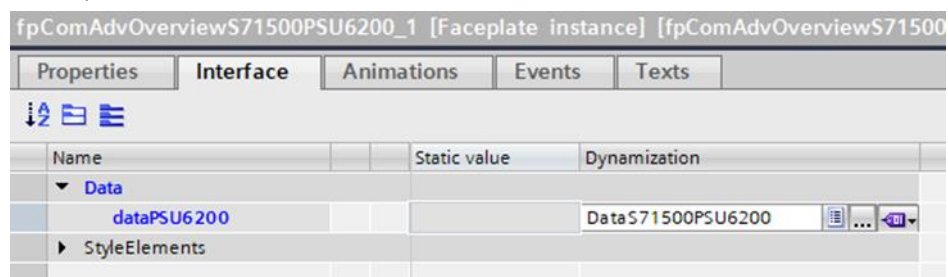 fpComAdvOverviewS71500PSU6200_1 [Faceplate instance] [fpComAdvOverviewS71500
Properties Interface Animations Events Texts
Name Static value Dynamization
Data
dataPSU6200 DataS71500PSU6200 ...
StyleElements